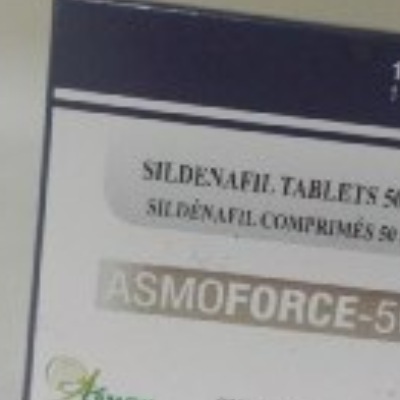 SILDENAFIL TABLETS 50
SILDÉNAFIL COMPRIMÉS 50
ASMOFORCE-5